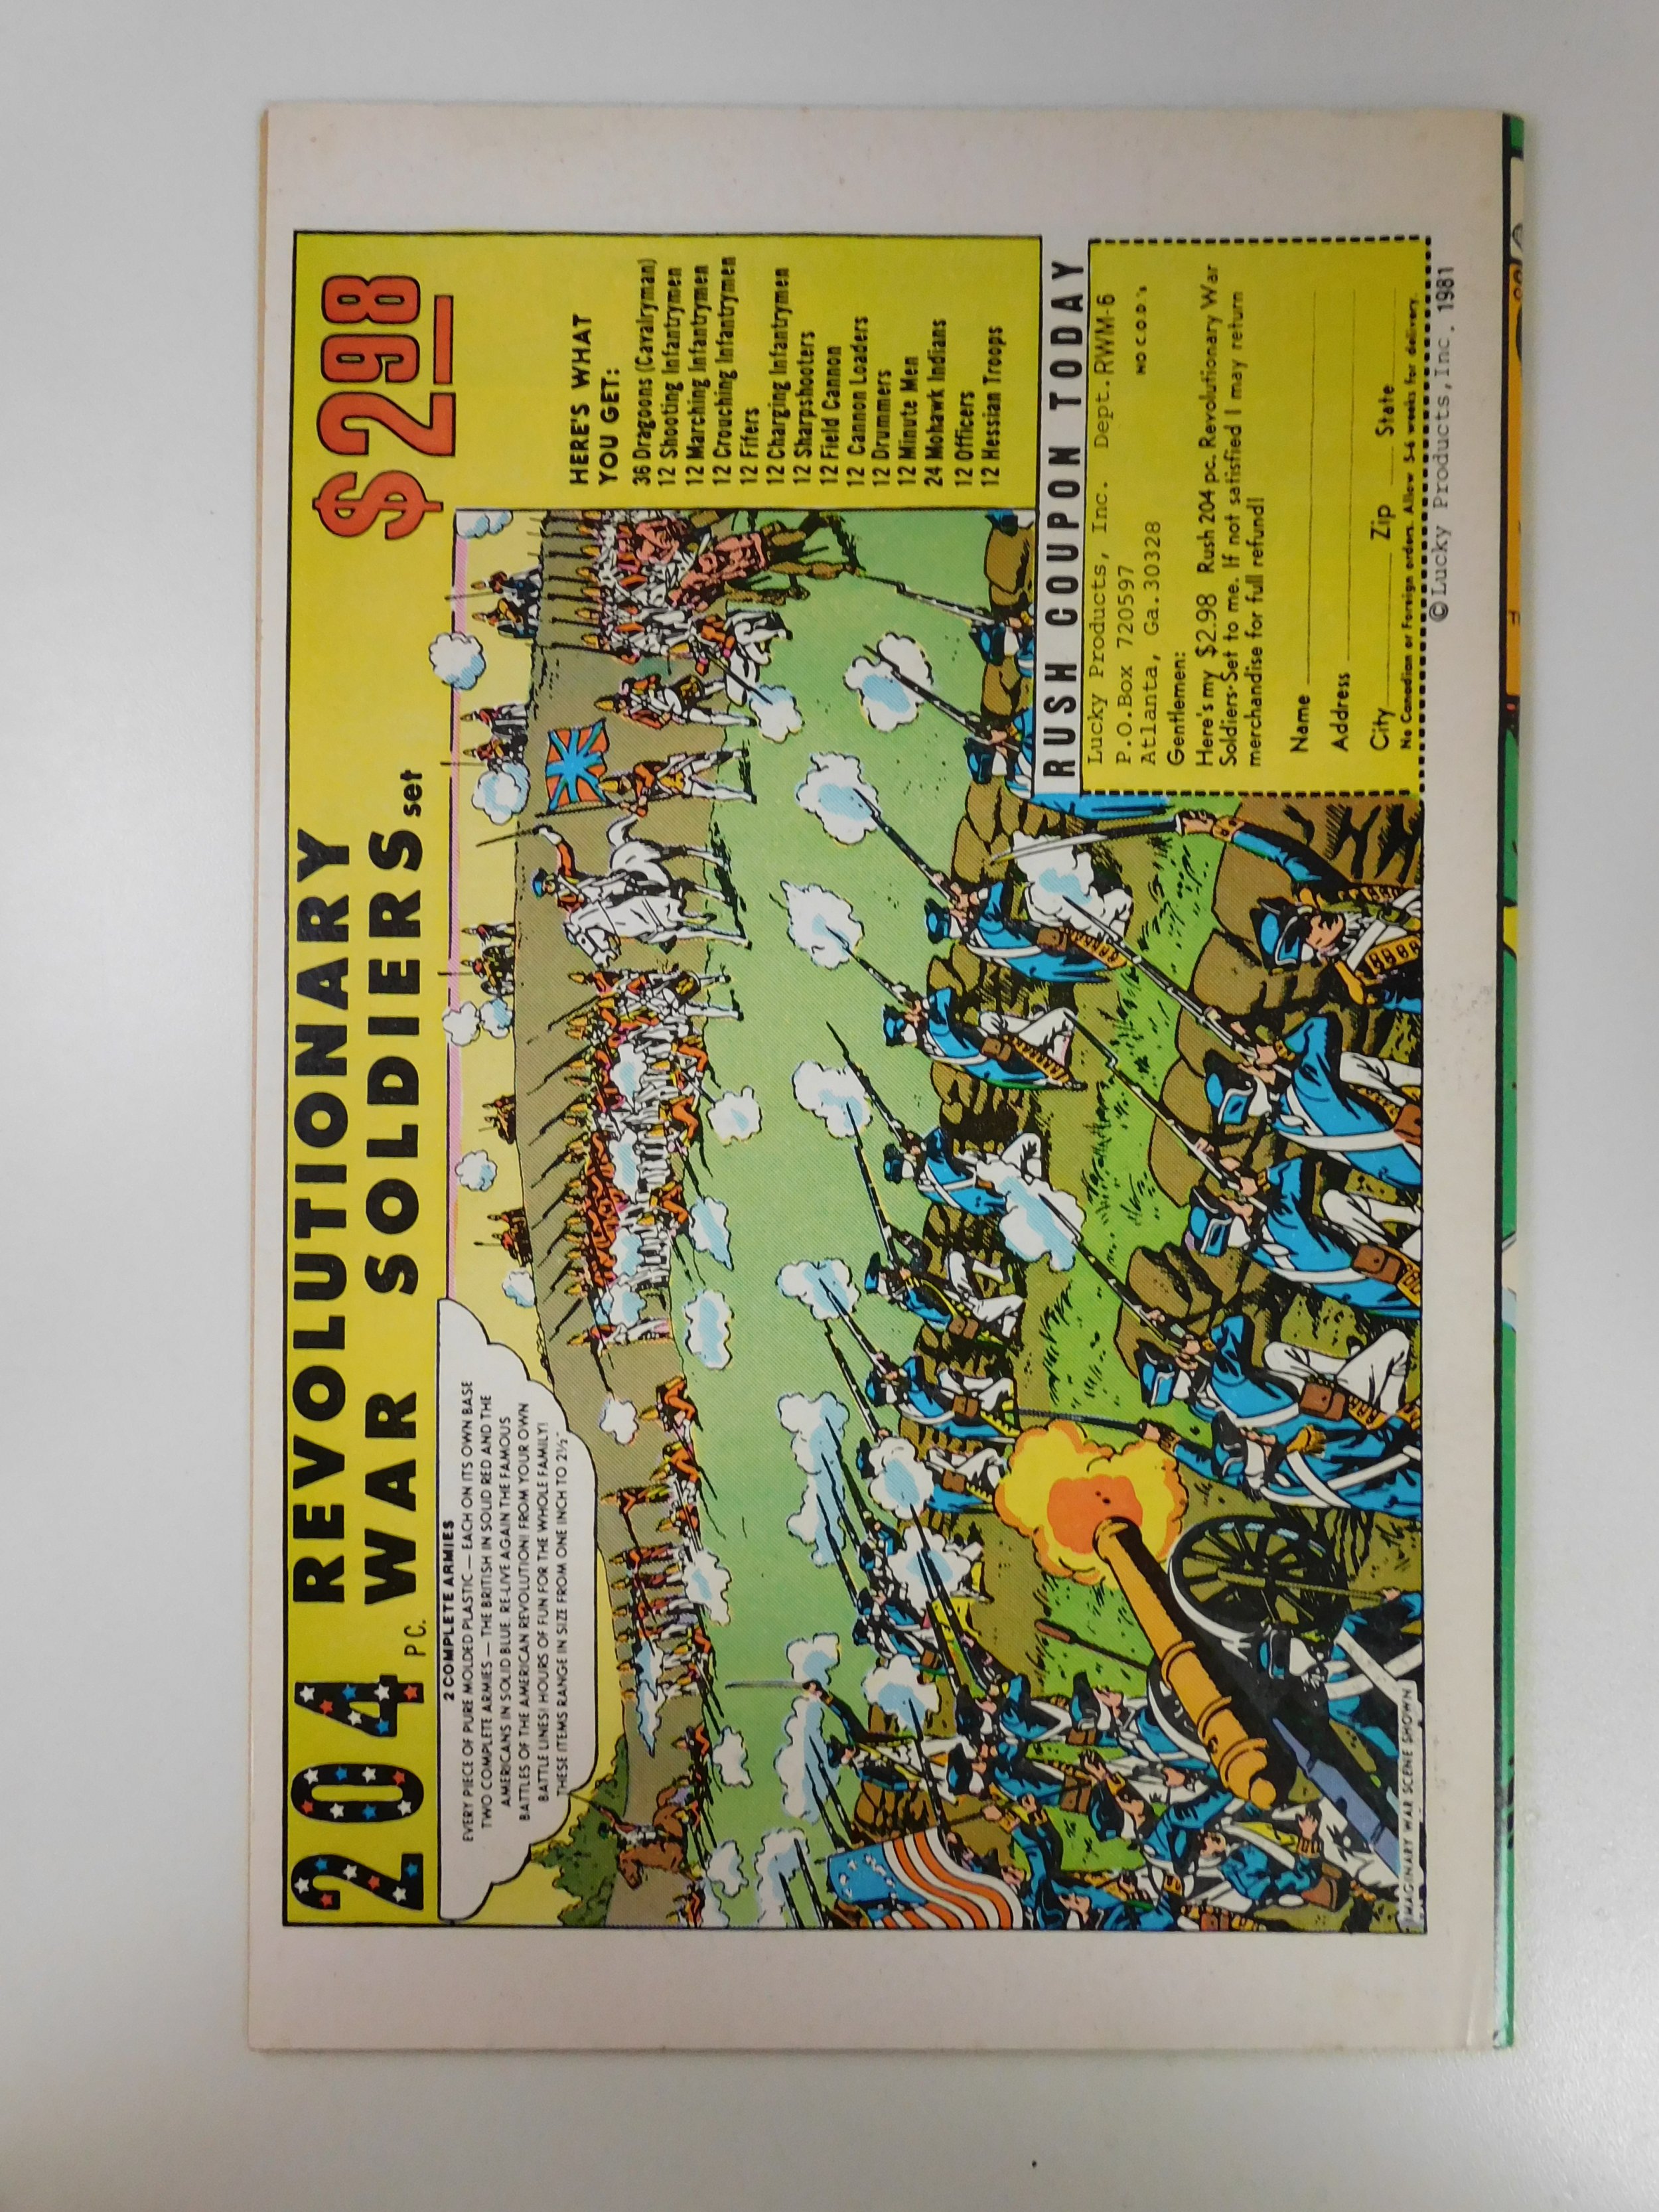 204 PC. REVOLUTIONARY
WAR SOLDIERS set
$2.98
2 COMPLETE ARMIES
EVERY PIECE OF PURE MOLDED PLASTIC — EACH ON ITS OWN BASE
TWO COMPLETE ARMIES — THE BRITISH IN SOLID RED AND THE
AMERICANS IN SOLID BLUE. RE-LIVE AGAIN THE FAMOUS
BATTLES OF THE AMERICAN REVOLUTION! FROM YOUR OWN
BATTLE LINES! HOURS OF FUN FOR THE WHOLE FAMILY!
THESE ITEMS RANGE IN SIZE FROM ONE INCH TO 2½"
HERE'S WHAT
YOU GET:
36 Dragoons (Cavalryman)
12 Shooting Infantrymen
12 Marching Infantrymen
12 Crouching Infantrymen
12 Fifers
12 Charging Infantrymen
12 Sharpshooters
12 Field Cannon
12 Cannon Loaders
12 Drummers
12 Minute Men
24 Mohawk Indians
12 Officers
12 Hessian Troops
RUSH COUPON TODAY
Lucky Products, Inc. Dept. RWM-6
P.O. Box 720597
NO C.O.D.'s
Atlanta, Ga. 30328
Gentlemen:
Here's my $2.98 Rush 204 pc. Revolutionary War
Soldiers Set to me. If not satisfied I may return
merchandise for full refund!
Name
Address
City Zip State
No Canadian or Foreign orders. Allow 5-6 weeks for delivery.
IMAGINARY WAR SCENE SHOWN
© Lucky Products, Inc. 1981